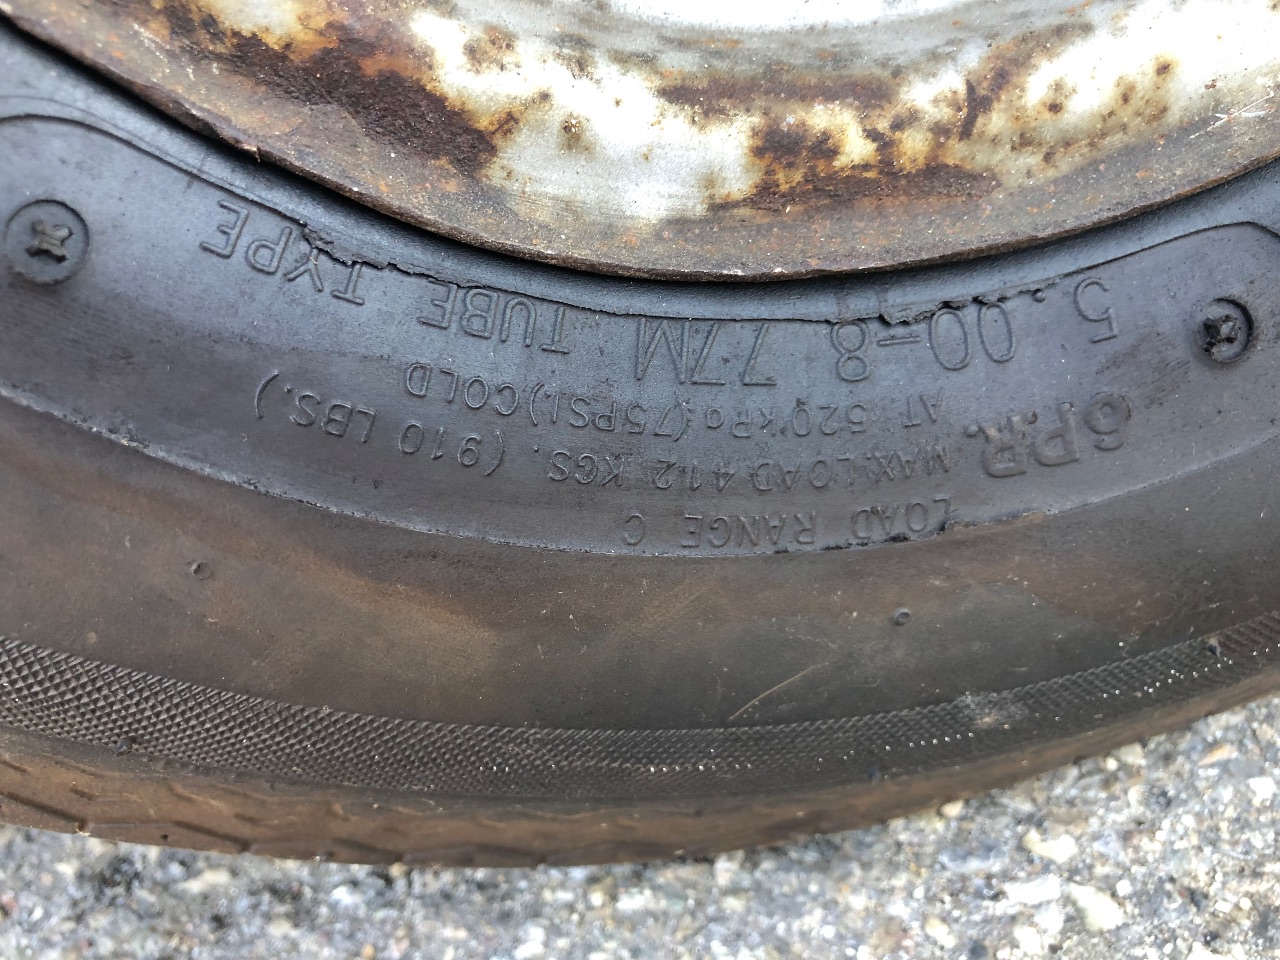 5.00-8 77M TUBE TYPE
6P.R.
AT 520 kPa (75PSI.) COLD
MAX.LOAD 412 KGS. (910 LBS.)
LOAD RANGE C